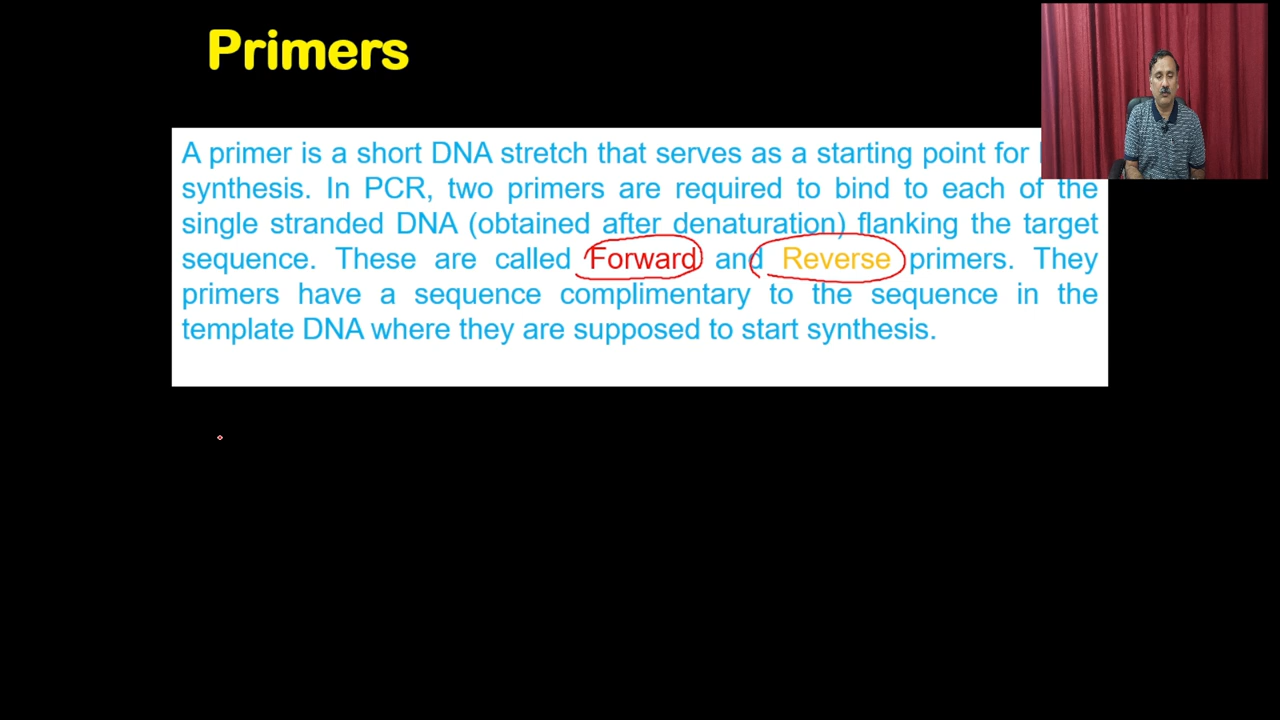 Primers
A primer is a short DNA stretch that serves as a starting point for
synthesis. In PCR, two primers are required to bind to each of the
single stranded DNA (obtained after denaturation) flanking the target
sequence. These are called Forward and Reverse primers. They
primers have a sequence complimentary to the sequence in the
template DNA where they are supposed to start synthesis.